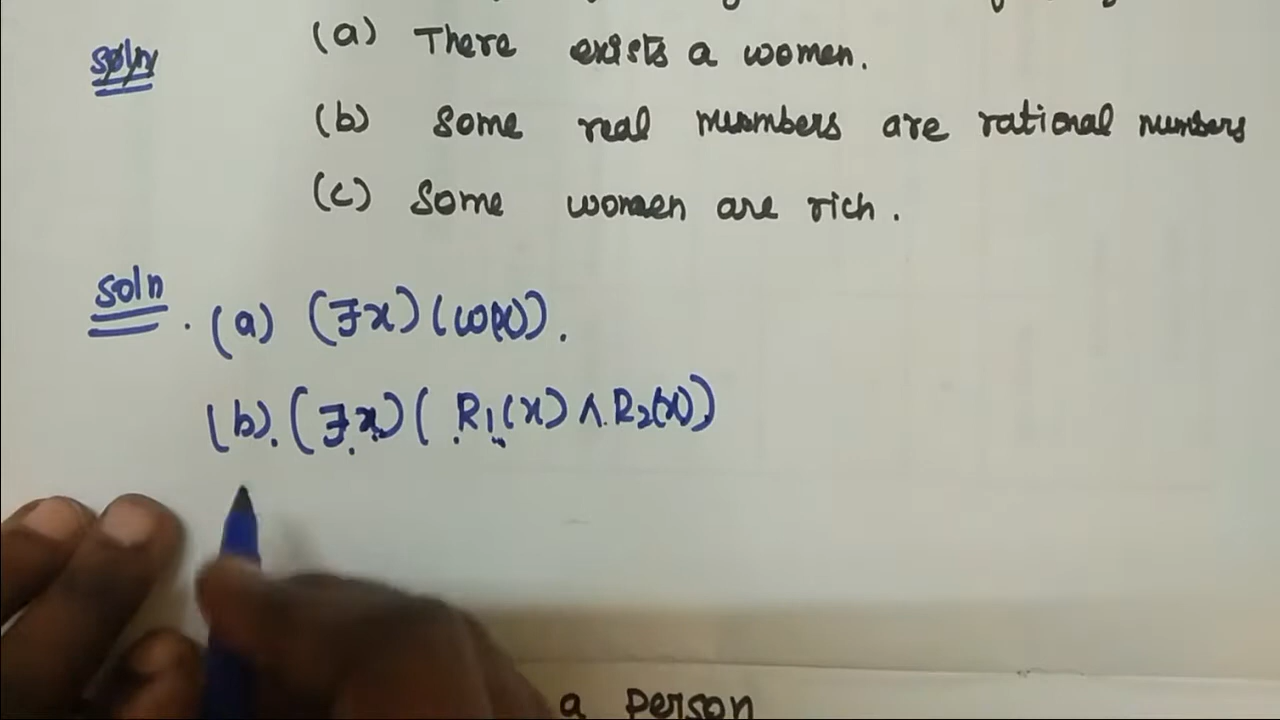 (a) There exists a women.
soln
(b) Some real numbers are rational numbers
(c) Some women are rich.
soln
(a) (∃x)(W(x)).
(b). (∃x)(R₁(x) ∧ R₂(x))
a person